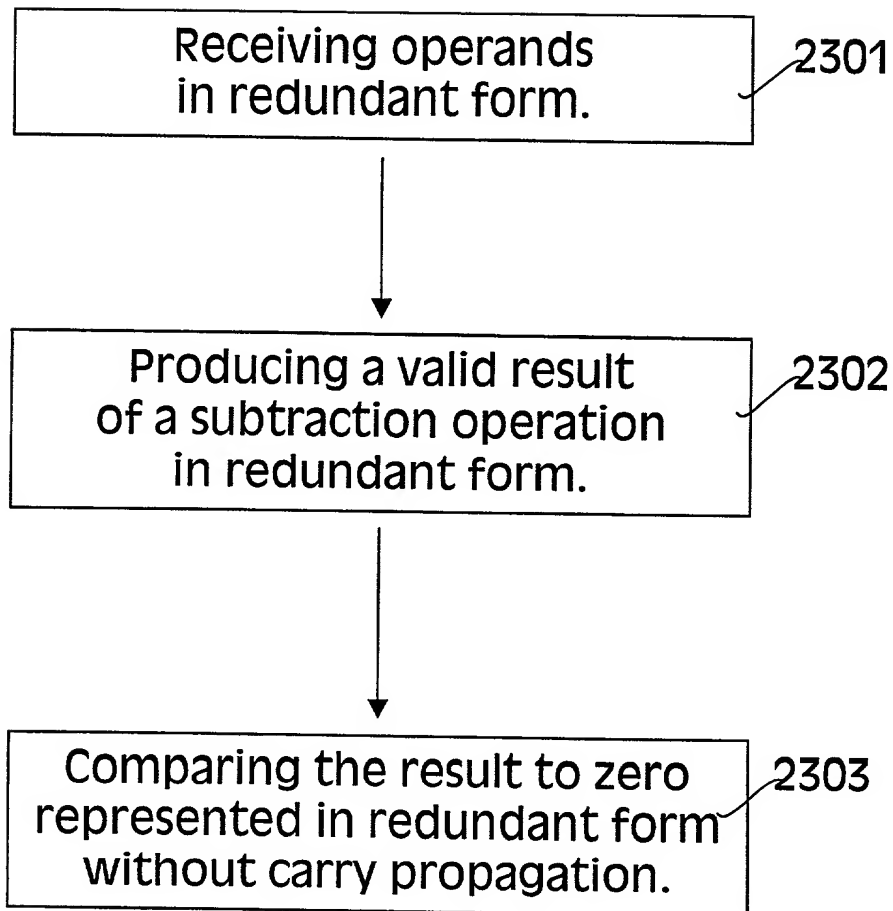 Receiving operands
in redundant form.
2301
Producing a valid result
of a subtraction operation
in redundant form.
2302
Comparing the result to zero
represented in redundant form
without carry propagation.
2303